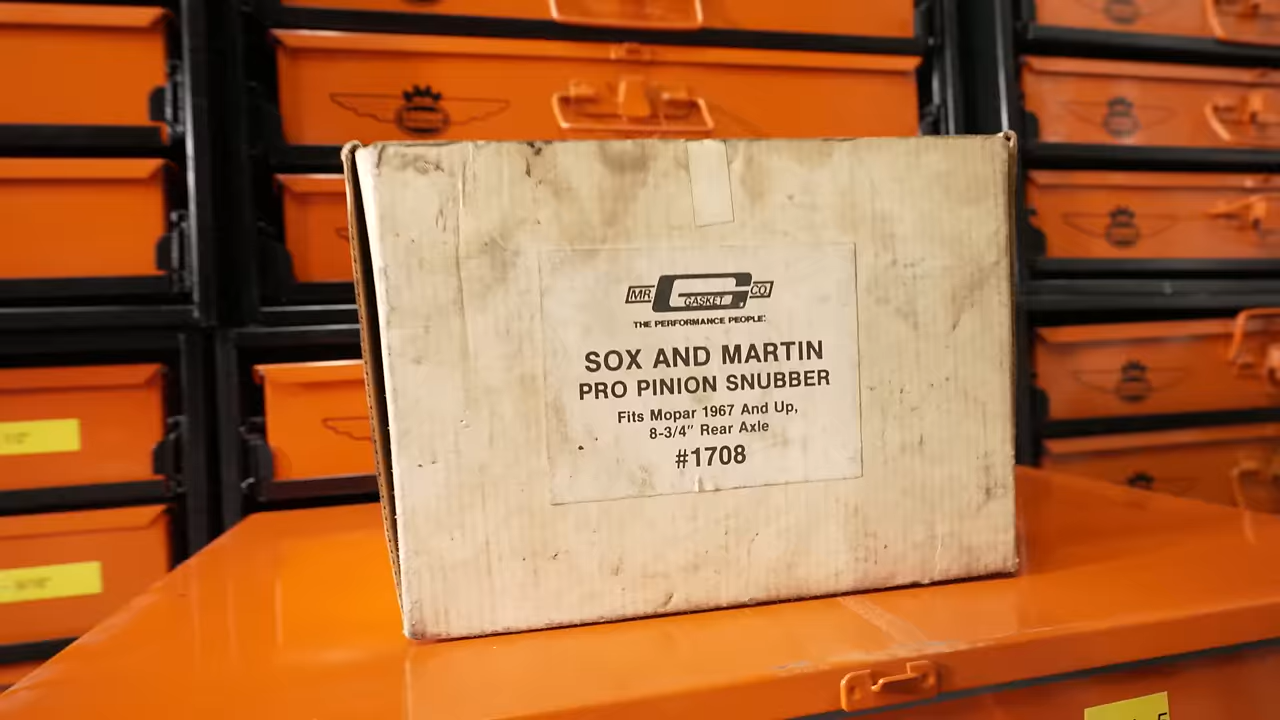 MR. GASKET CO.
THE PERFORMANCE PEOPLE.
SOX AND MARTIN
PRO PINION SNUBBER
Fits Mopar 1967 And Up,
8-3/4" Rear Axle
#1708